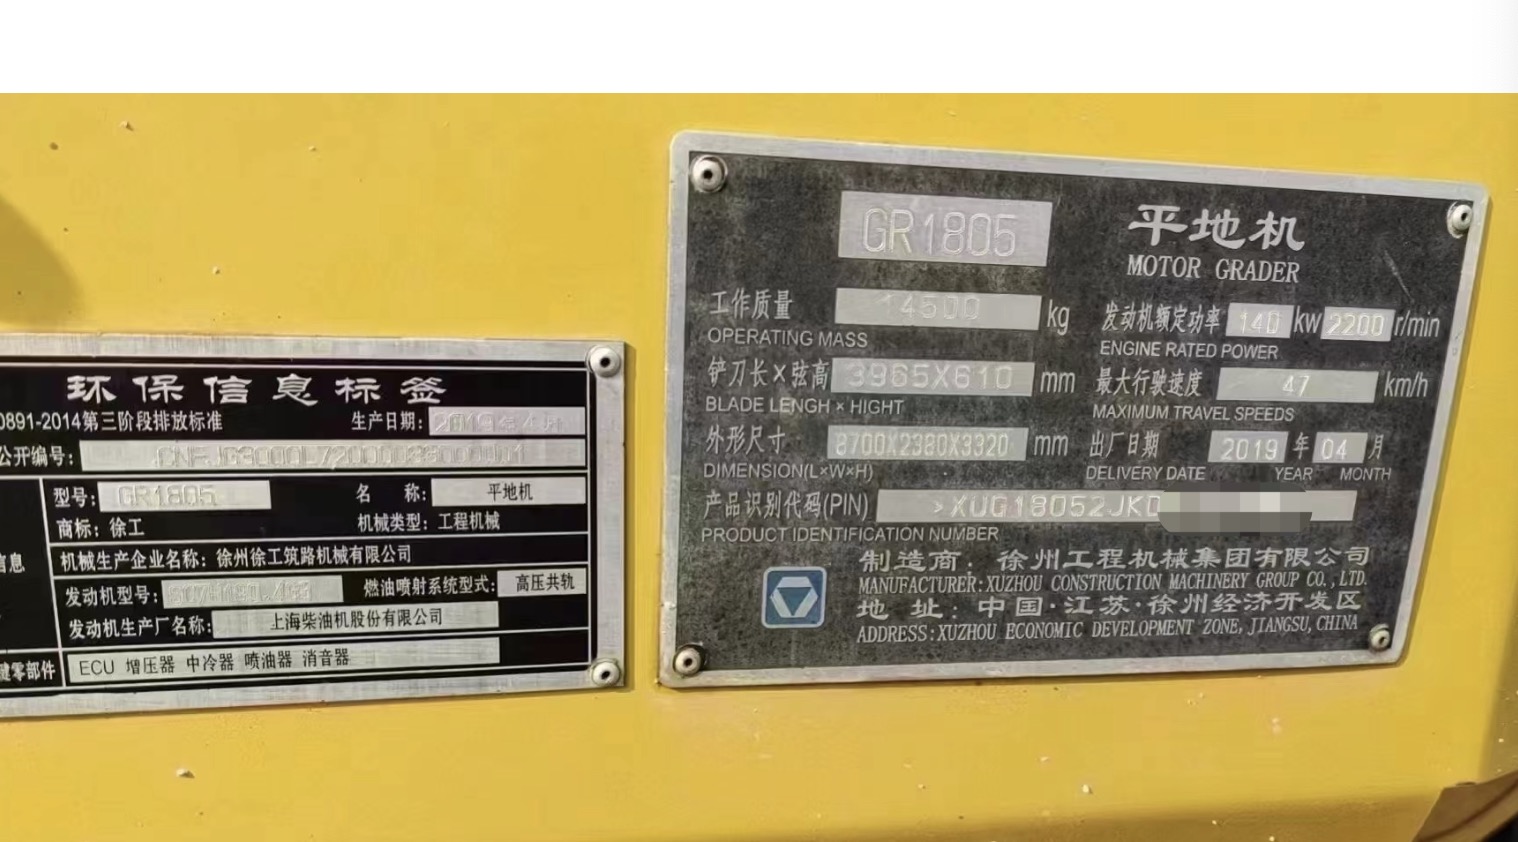 环保信息标签
0891-2014第三阶段排放标准 生产日期: 2019年4月
公开编号:
型号: GR1805 名 称: 平地机
商标: 徐工 机械类型: 工程机械
信息
机械生产企业名称: 徐州徐工筑路机械有限公司
发动机型号: 燃油喷射系统型式: 高压共轨
发动机生产厂名称: 上海柴油机股份有限公司
键零部件 ECU 增压器 中冷器 喷油器 消音器
GR1805 平地机
MOTOR GRADER
工作质量 14500 kg 发动机额定功率 140 kw 2200 r/min
OPERATING MASS ENGINE RATED POWER
铲刀长×弦高 3965X610 mm 最大行驶速度 47 km/h
BLADE LENGH × HIGHT MAXIMUM TRAVEL SPEEDS
外形尺寸 8700X2380X3320 mm 出厂日期 2019 年 04 月
DIMENSION(L×W×H) DELIVERY DATE YEAR MONTH
产品识别代码(PIN) >XUG18052JK0
PRODUCT IDENTIFICATION NUMBER
制造商: 徐州工程机械集团有限公司
MANUFACTURER: XUZHOU CONSTRUCTION MACHINERY GROUP CO., LTD.
地 址: 中国·江苏·徐州经济开发区
ADDRESS: XUZHOU ECONOMIC DEVELOPMENT ZONE, JIANGSU, CHINA